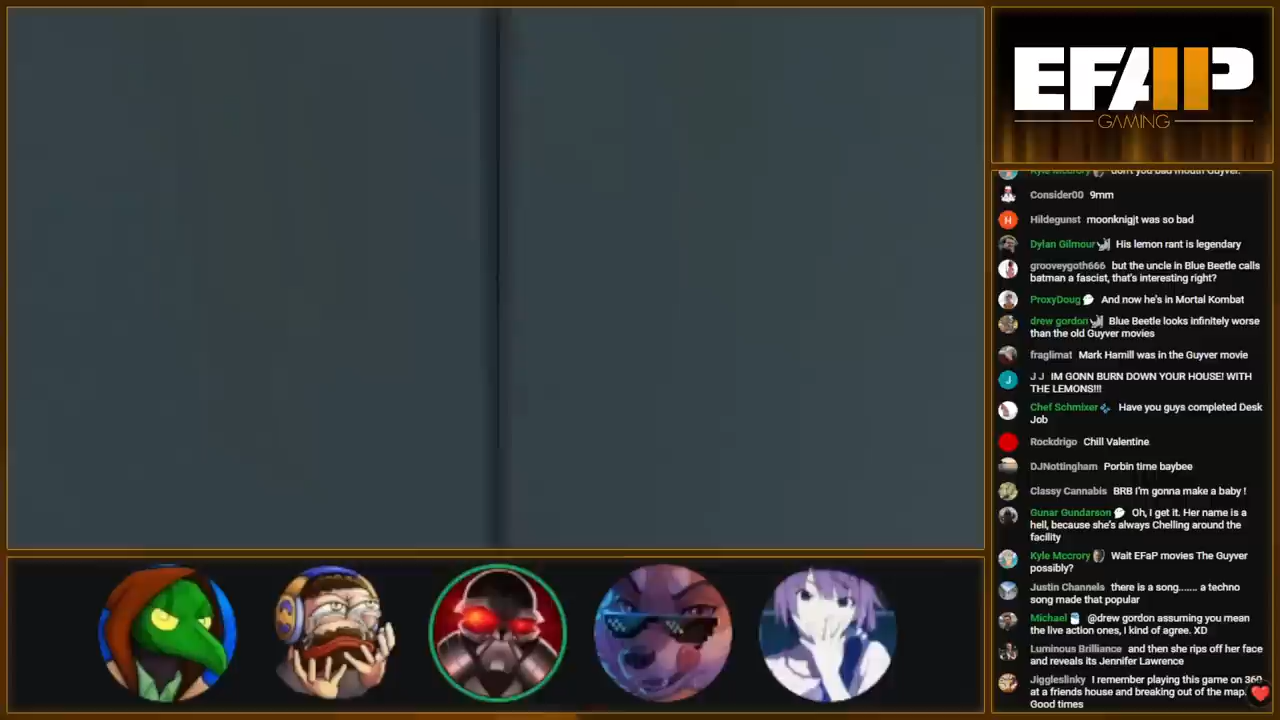 EFAP
GAMING
Kyle Mccrory don't you bad mouth Guyver.
Consider00 9mm
Hildegunst moonknigjt was so bad
Dylan Gilmour His lemon rant is legendary
grooveygoth666 but the uncle in Blue Beetle calls
batman a fascist, that's interesting right?
ProxyDoug And now he's in Mortal Kombat
drew gordon Blue Beetle looks infinitely worse
than the old Guyver movies
fraglimat Mark Hamill was in the Guyver movie
J J IM GONN BURN DOWN YOUR HOUSE! WITH
THE LEMONS!!!
Chef Schmixer Have you guys completed Desk
Job
Rockdrigo Chill Valentine
DJNottingham Porbin time baybee
Classy Cannabis BRB I'm gonna make a baby !
Gunar Gundarson Oh, I get it. Her name is a
hell, because she's always Chelling around the
facility
Kyle Mccrory Wait EFaP movies The Guyver
possibly?
Justin Channels there is a song....... a techno
song made that popular
Michael @drew gordon assuming you mean
the live action ones, I kind of agree. XD
Luminous Brilliance and then she rips off her face
and reveals its Jennifer Lawrence
Jiggleslinky I remember playing this game on 360
at a friends house and breaking out of the map.
Good times
H
J